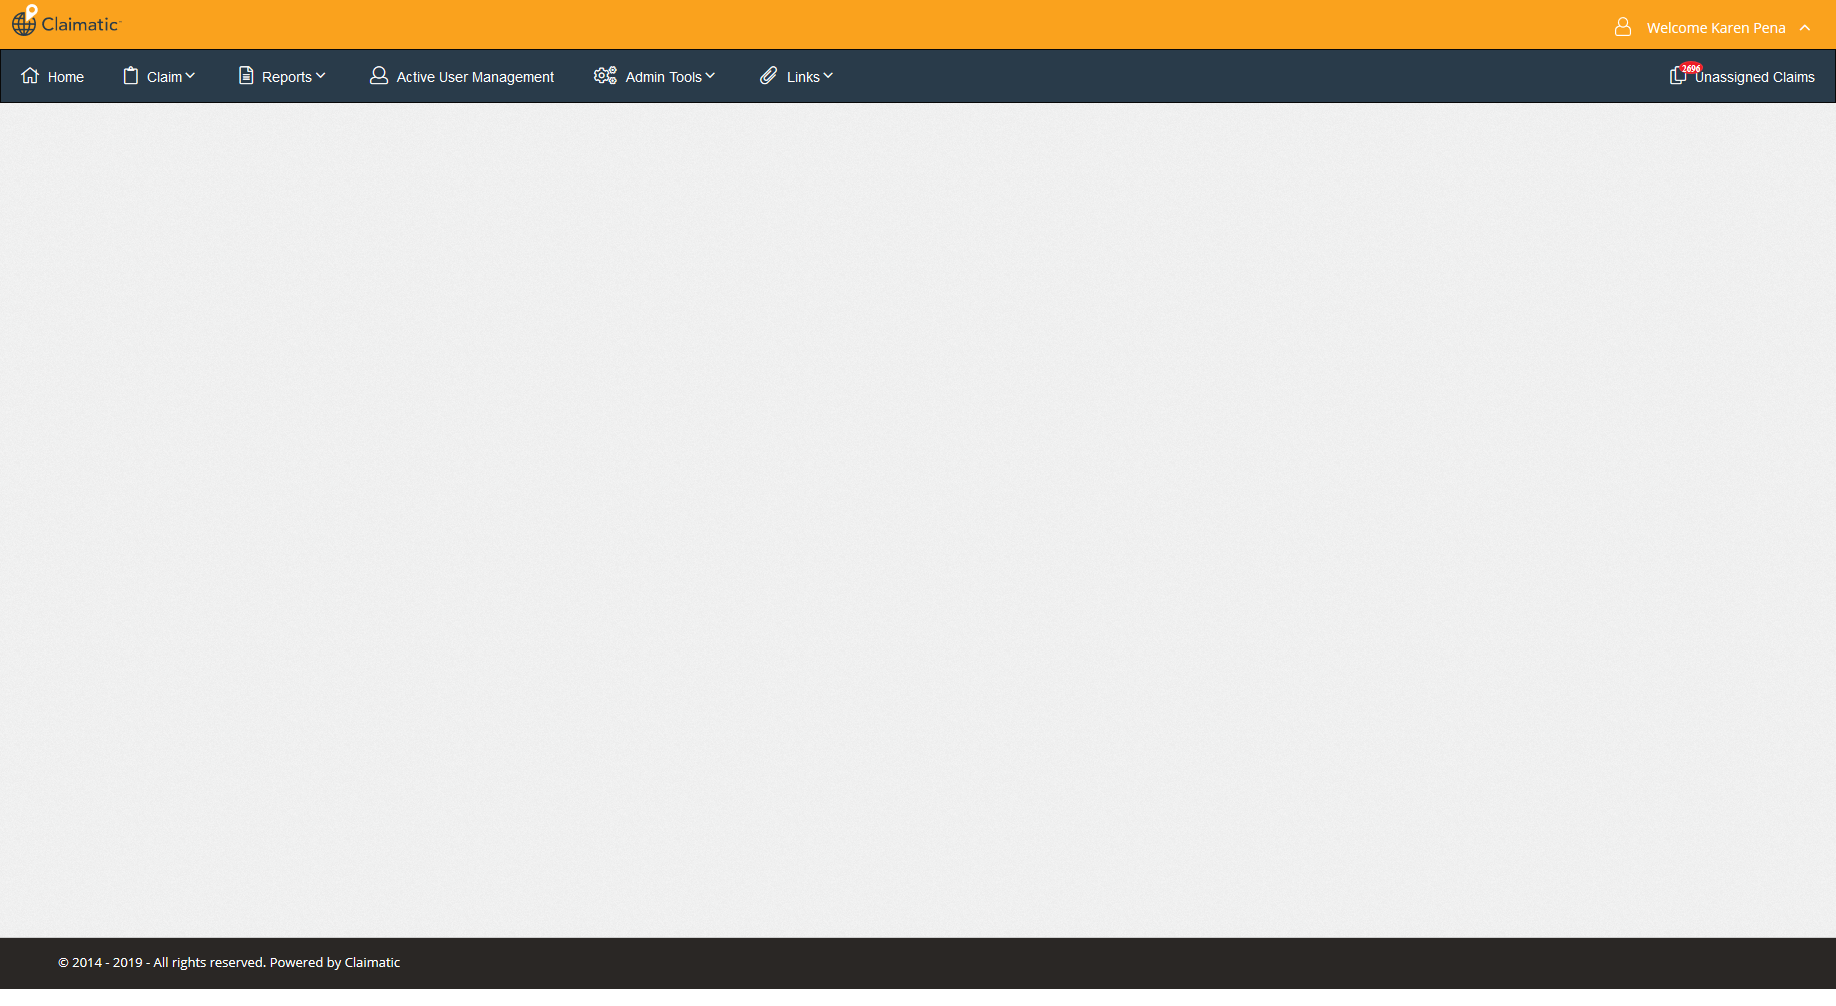 Claimatic
Welcome Karen Pena
Home Claim Reports Active User Management Admin Tools Links 2696 Unassigned Claims
© 2014 - 2019 - All rights reserved. Powered by Claimatic